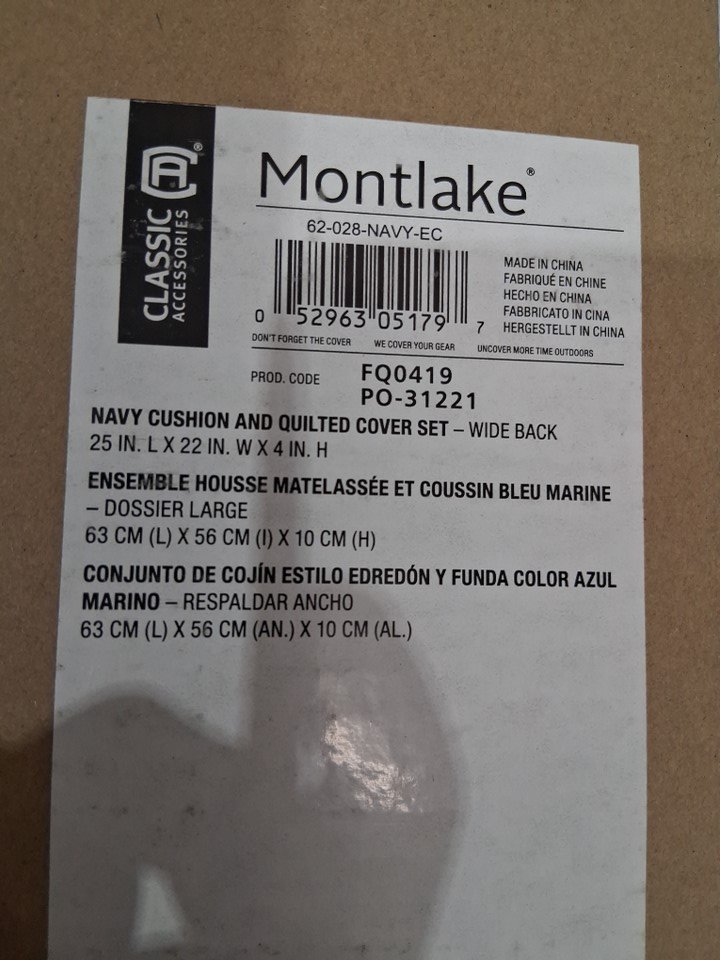 CLASSIC
ACCESSORIES
CA®
Montlake®
62-028-NAVY-EC
0 52963 05179 7
MADE IN CHINA
FABRIQUÉ EN CHINE
HECHO EN CHINA
FABBRICATO IN CINA
HERGESTELLT IN CHINA
DON'T FORGET THE COVER WE COVER YOUR GEAR UNCOVER MORE TIME OUTDOORS
PROD. CODE FQ0419
PO-31221
NAVY CUSHION AND QUILTED COVER SET – WIDE BACK
25 IN. L X 22 IN. W X 4 IN. H
ENSEMBLE HOUSSE MATELASSÉE ET COUSSIN BLEU MARINE
– DOSSIER LARGE
63 CM (L) X 56 CM (I) X 10 CM (H)
CONJUNTO DE COJÍN ESTILO EDREDÓN Y FUNDA COLOR AZUL
MARINO – RESPALDAR ANCHO
63 CM (L) X 56 CM (AN.) X 10 CM (AL.)